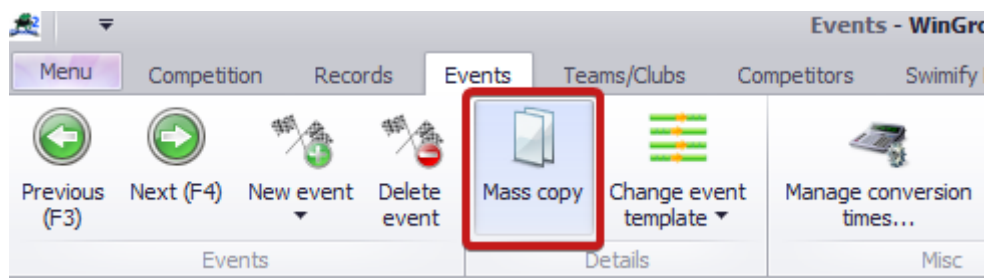 Events - WinGro
Menu Competition Records Events Teams/Clubs Competitors Swimify
Previous (F3) Next (F4) New event Delete event Mass copy Change event template Manage conversion times...
Events Details Misc